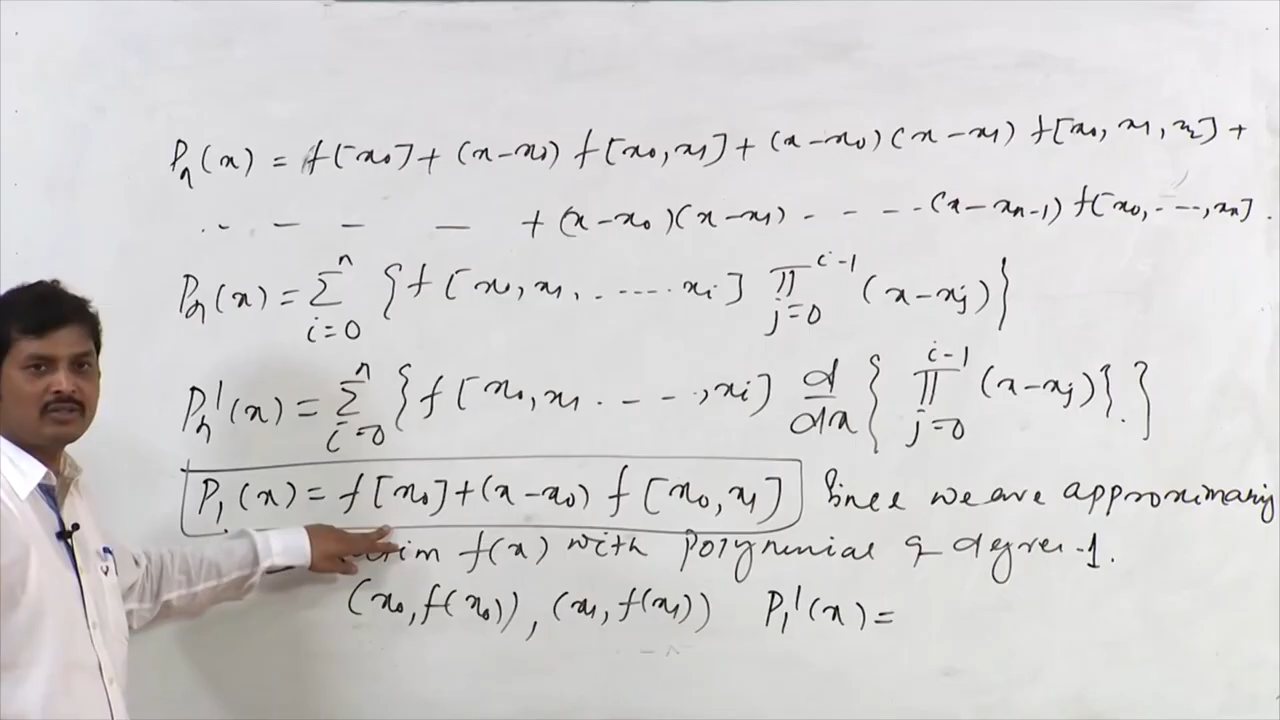 Pn(x) = f[x0] + (x-x0) f[x0, x1] + (x-x0)(x-x1) f[x0, x1, x2] +
.. - - - + (x-x0)(x-x1) - - - - (x-xn-1) f[x0, - --, xn].
Pn(x) = Σ_{i=0}^{n} { f[x0, x1, ..... xi] Π_{j=0}^{i-1} (x-xj) }
Pn'(x) = Σ_{i=0}^{n} { f[x0, x1 . - - -, xi] d/dx { Π_{j=0}^{i-1} (x-xj) } . }
P1(x) = f[x0] + (x-x0) f[x0, x1] Since we are approximating
f(x) with polynomial of degree -1.
(x0, f(x0)), (x1, f(x1)) P1'(x) =